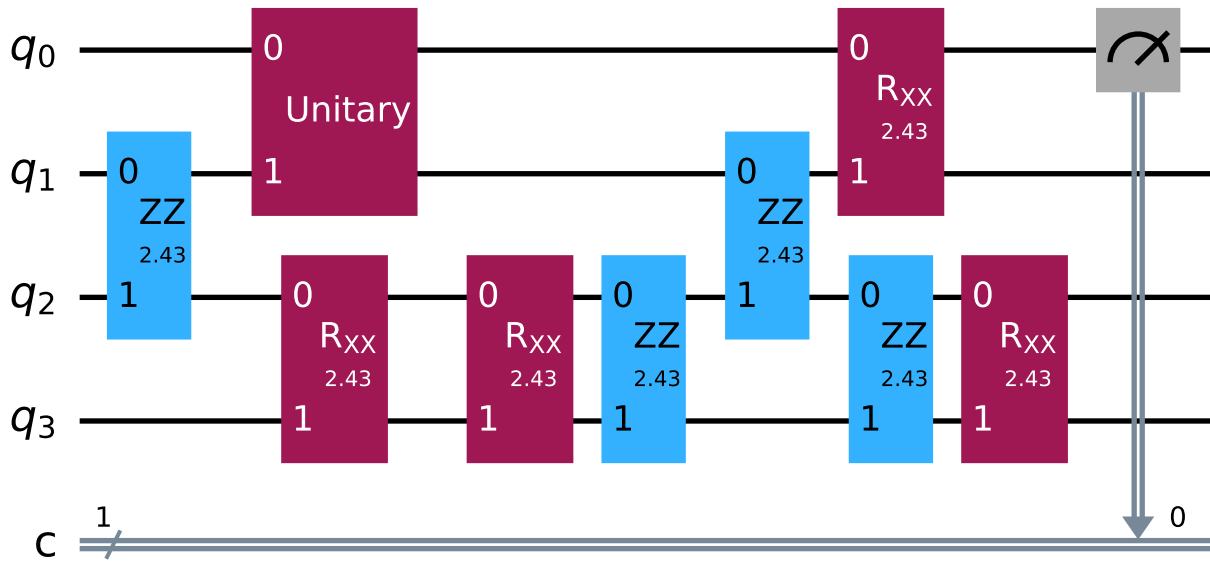 q0 0 0
Unitary RXX 2.43
q1 0 1 0 1
ZZ 2.43 ZZ 2.43
q2 1 0 0 0 1 0 0
RXX 2.43 RXX 2.43 ZZ 2.43 ZZ 2.43 RXX 2.43
q3 1 1 1 1 1
1 0
c